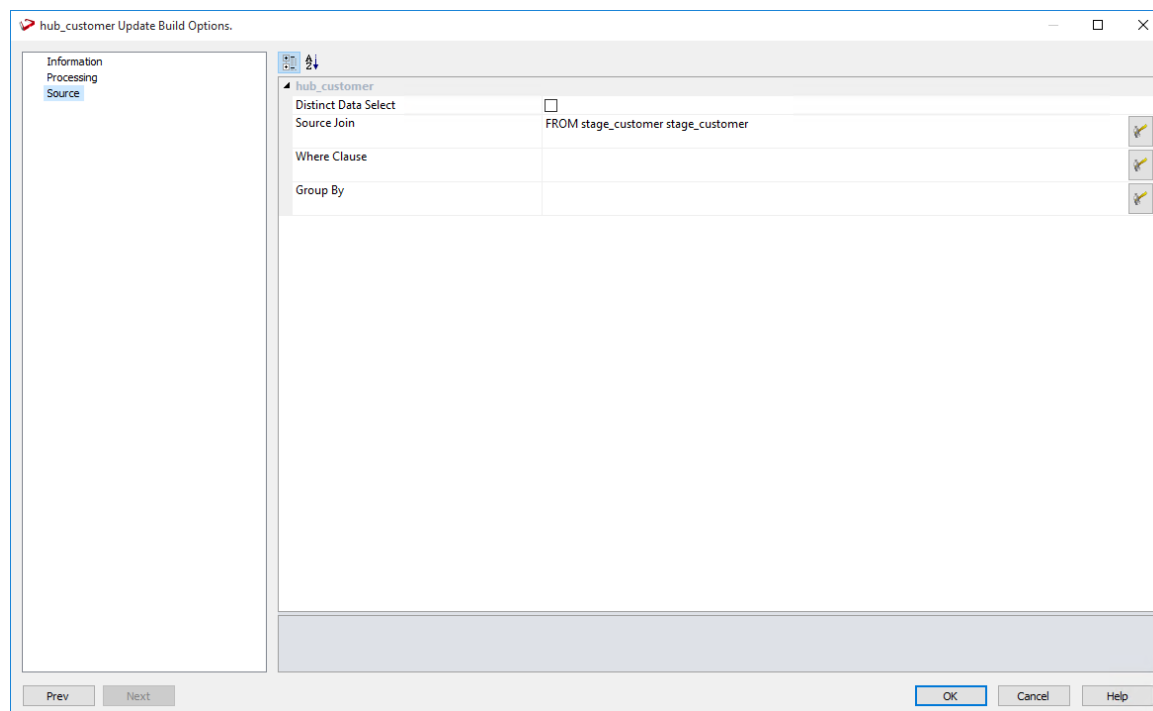 hub_customer Update Build Options.
Information
Processing
Source
hub_customer
Distinct Data Select
Source Join FROM stage_customer stage_customer
Where Clause
Group By
Prev Next OK Cancel Help